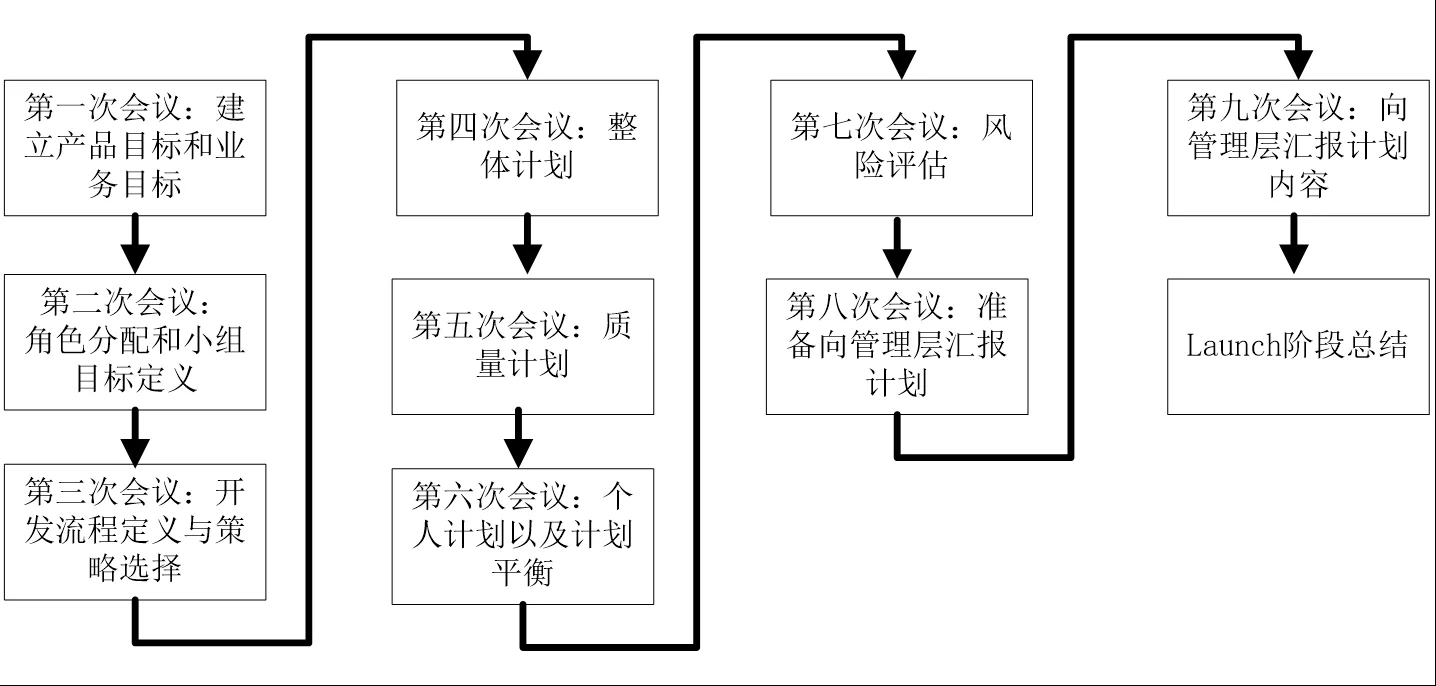 第一次会议：建
立产品目标和业
务目标
第二次会议：
角色分配和小组
目标定义
第三次会议：开
发流程定义与策
略选择
第四次会议：整
体计划
第五次会议：质
量计划
第六次会议：个
人计划以及计划
平衡
第七次会议：风
险评估
第八次会议：准
备向管理层汇报
计划
第九次会议：向
管理层汇报计划
内容
Launch阶段总结